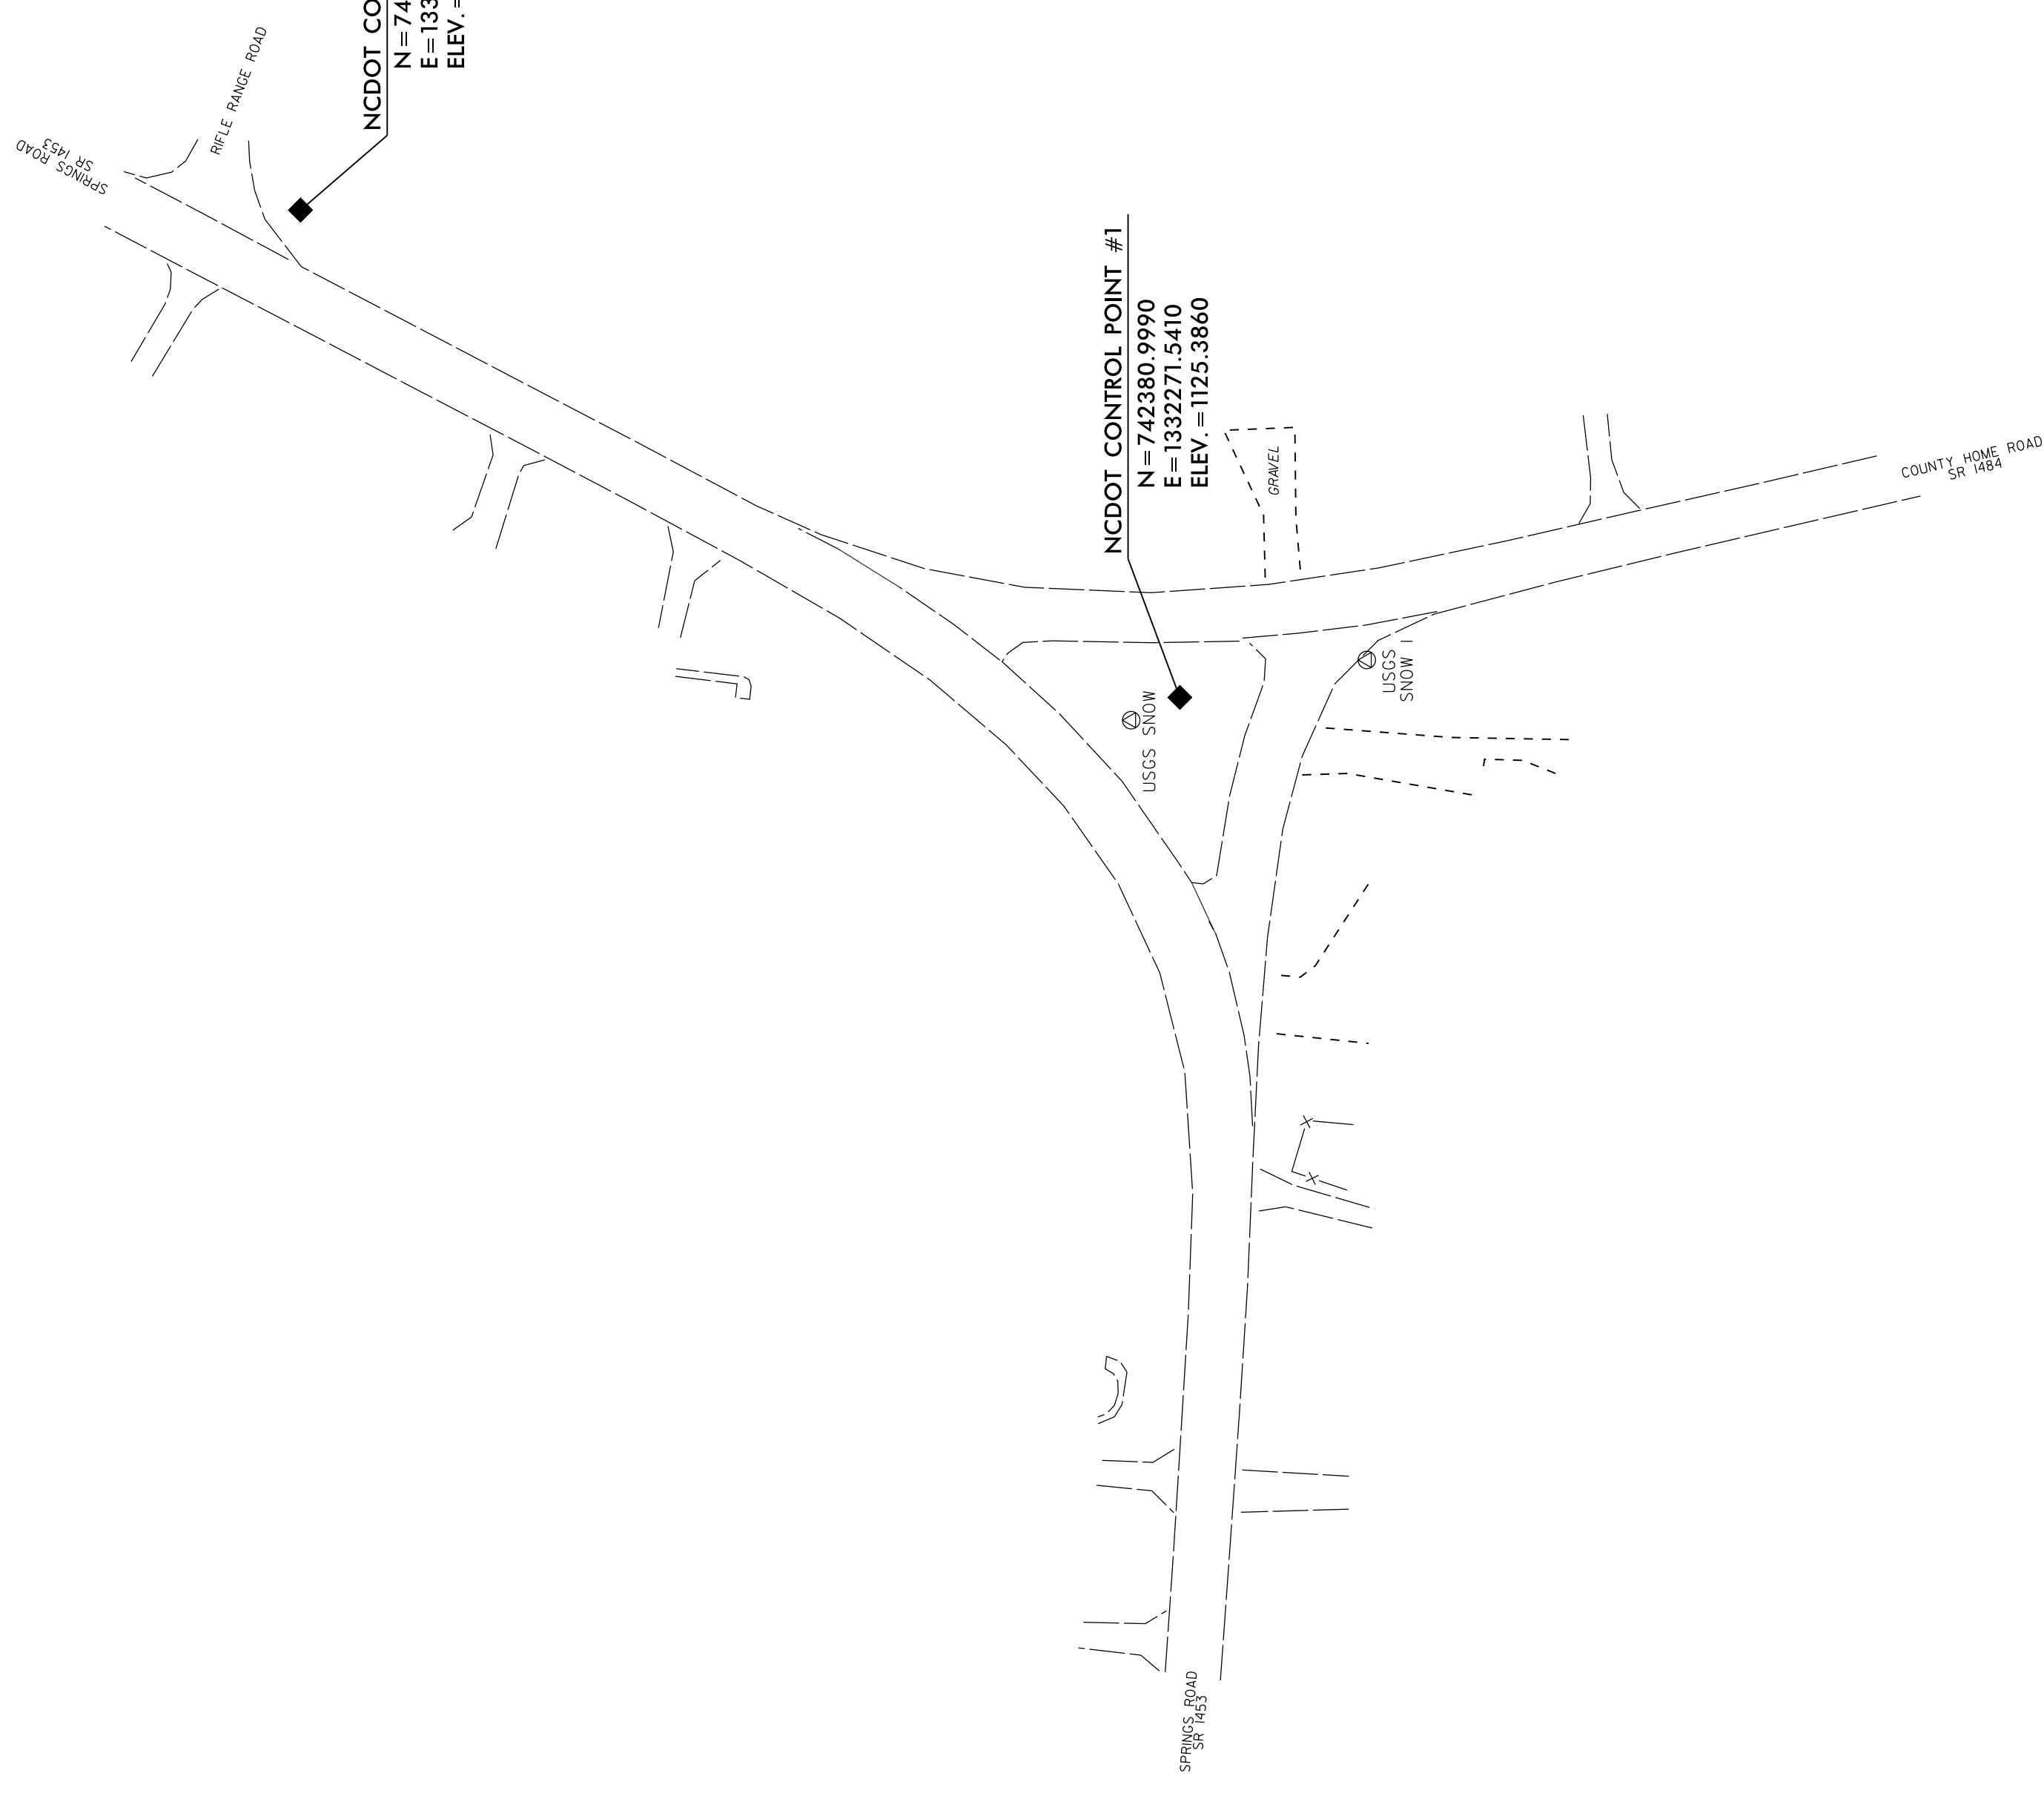 SPRINGS ROAD
SR 1453
RIFLE RANGE ROAD
NCDOT CO
N = 74
E = 133
ELEV. =
NCDOT CONTROL POINT #1
N = 742380.9990
E = 1332271.5410
ELEV. = 1125.3860
GRAVEL
COUNTY HOME ROAD
SR 1484
USGS SNOW
USGS
SNOW 1
SPRINGS ROAD
SR 1453